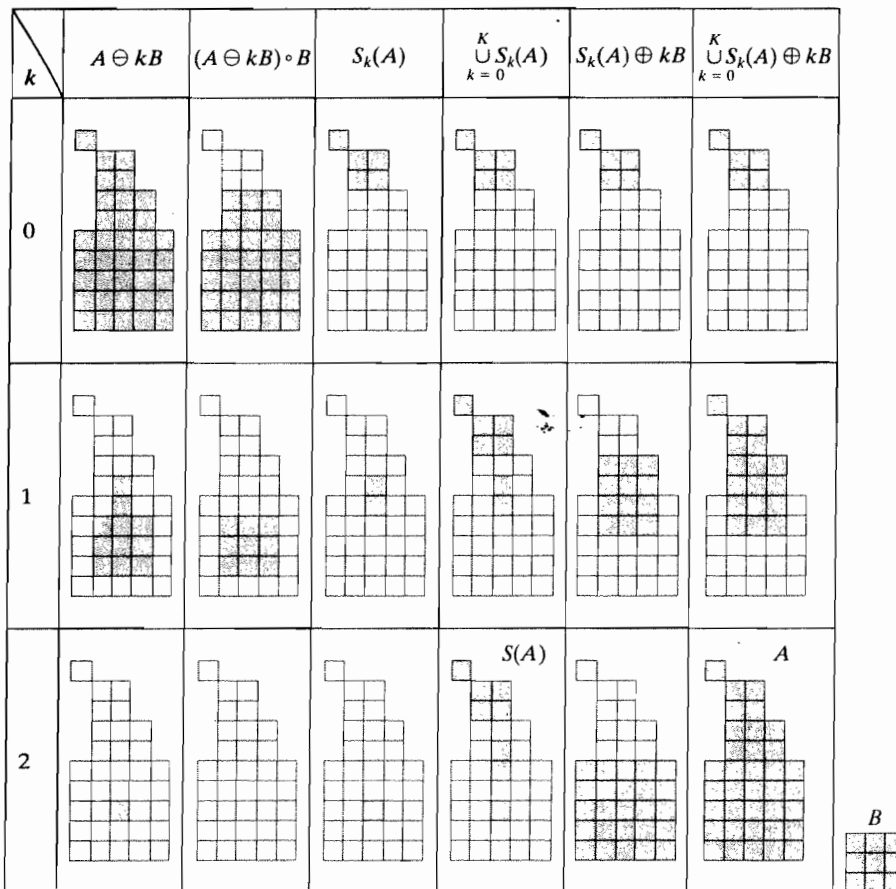 k
A ⊖ kB
(A ⊖ kB) ∘ B
S_k(A)
K
∪ S_k(A)
k = 0
S_k(A) ⊕ kB
K
∪ S_k(A) ⊕ kB
k = 0
0
1
2
S(A)
A
B